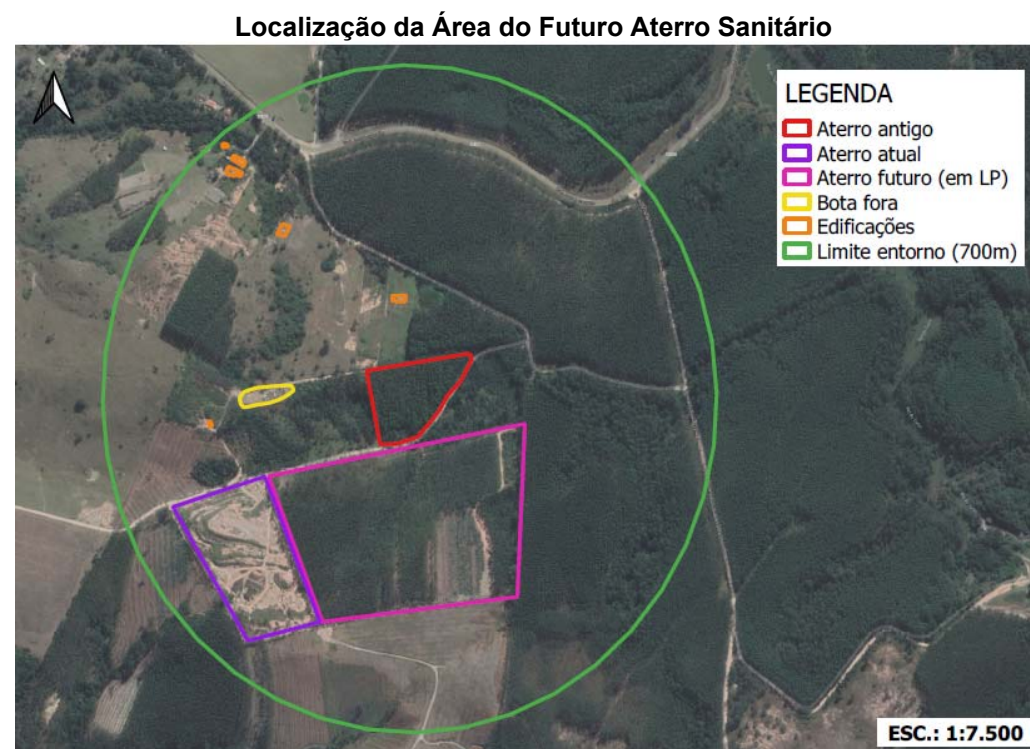 Localização da Área do Futuro Aterro Sanitário
LEGENDA
Aterro antigo
Aterro atual
Aterro futuro (em LP)
Bota fora
Edificações
Limite entorno (700m)
ESC.: 1:7.500